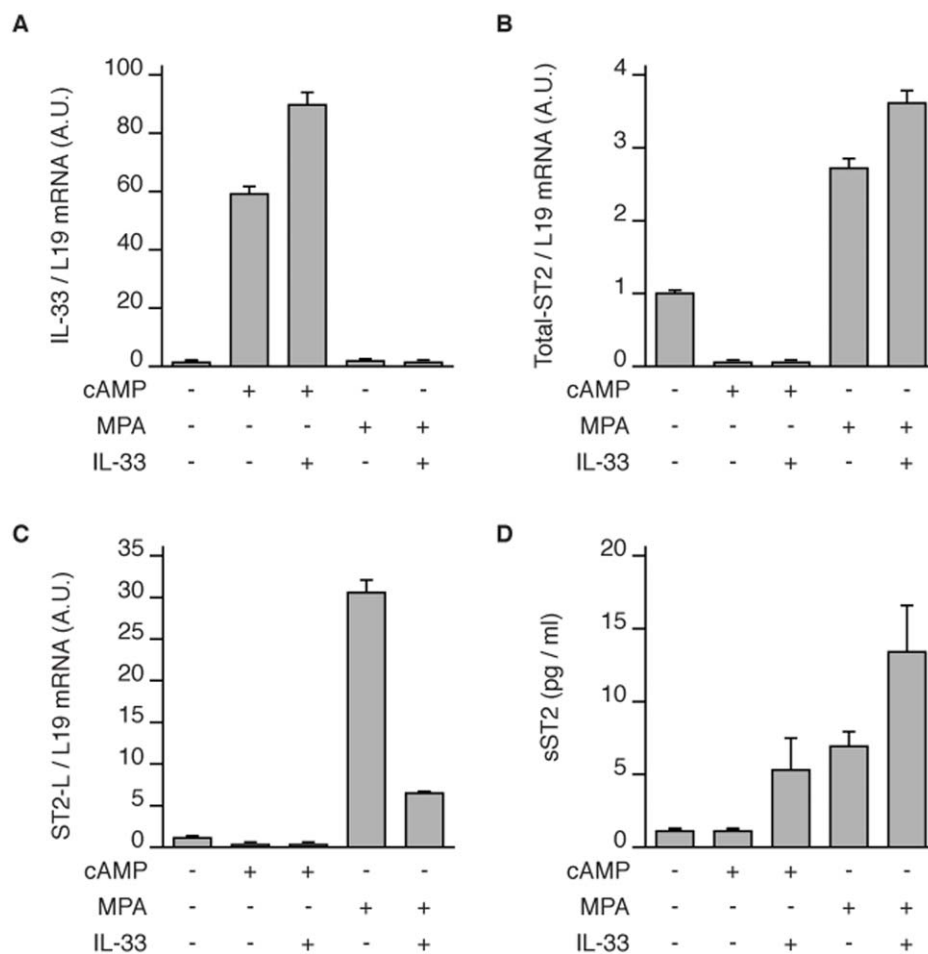 A
IL-33 / L19 mRNA (A.U.)
100
80
60
40
20
0
cAMP - + + - -
MPA - - - + +
IL-33 - - + - +
B
Total-ST2 / L19 mRNA (A.U.)
4
3
2
1
0
cAMP - + + - -
MPA - - - + +
IL-33 - - + - +
C
ST2-L / L19 mRNA (A.U.)
35
30
25
20
15
10
5
0
cAMP - + + - -
MPA - - - + +
IL-33 - - + - +
D
sST2 (pg / ml)
20
15
10
5
0
cAMP - + + - -
MPA - - - + +
IL-33 - - + - +